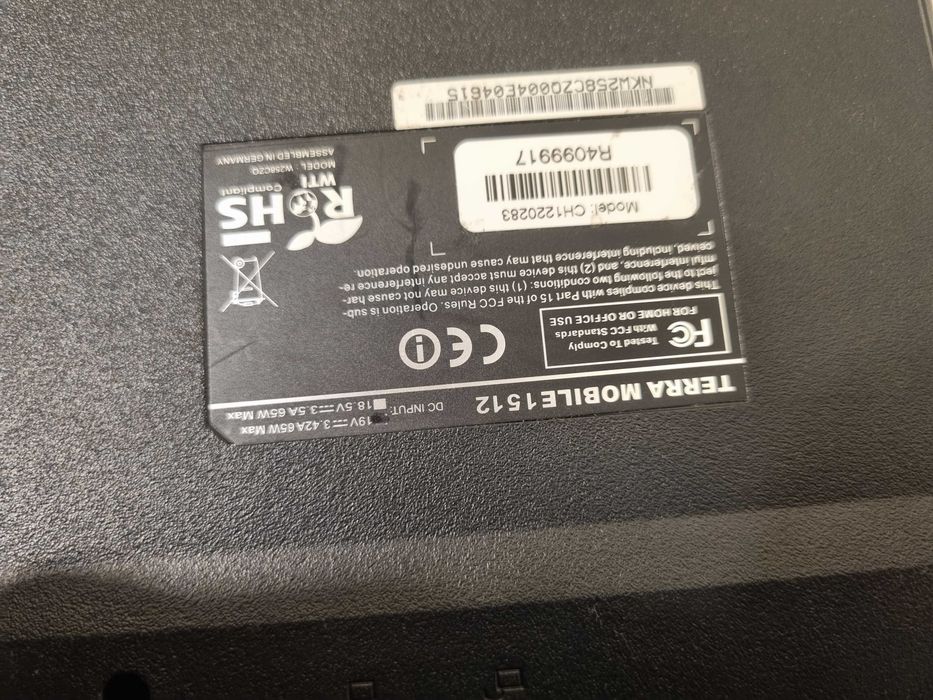 TERRA MOBILE 1512
DC INPUT:
19V 3.42A 65W Max
18.5V 3.5A 65W Max
FC
Tested To Comply
With FCC Standards
FOR HOME OR OFFICE USE
CE
This device complies with Part 15 of the FCC Rules. Operation is sub-
ject to the following two conditions: (1) this device may not cause har-
mful interference, and (2) this device must accept any interference re-
ceived, including interference that may cause undesired operation.
Model: CH1220283
R4099917
RoHS
Compliant
WTI
MODEL : W258CZQ
ASSEMBLED IN GERMANY
NKW258CZQ004E04615